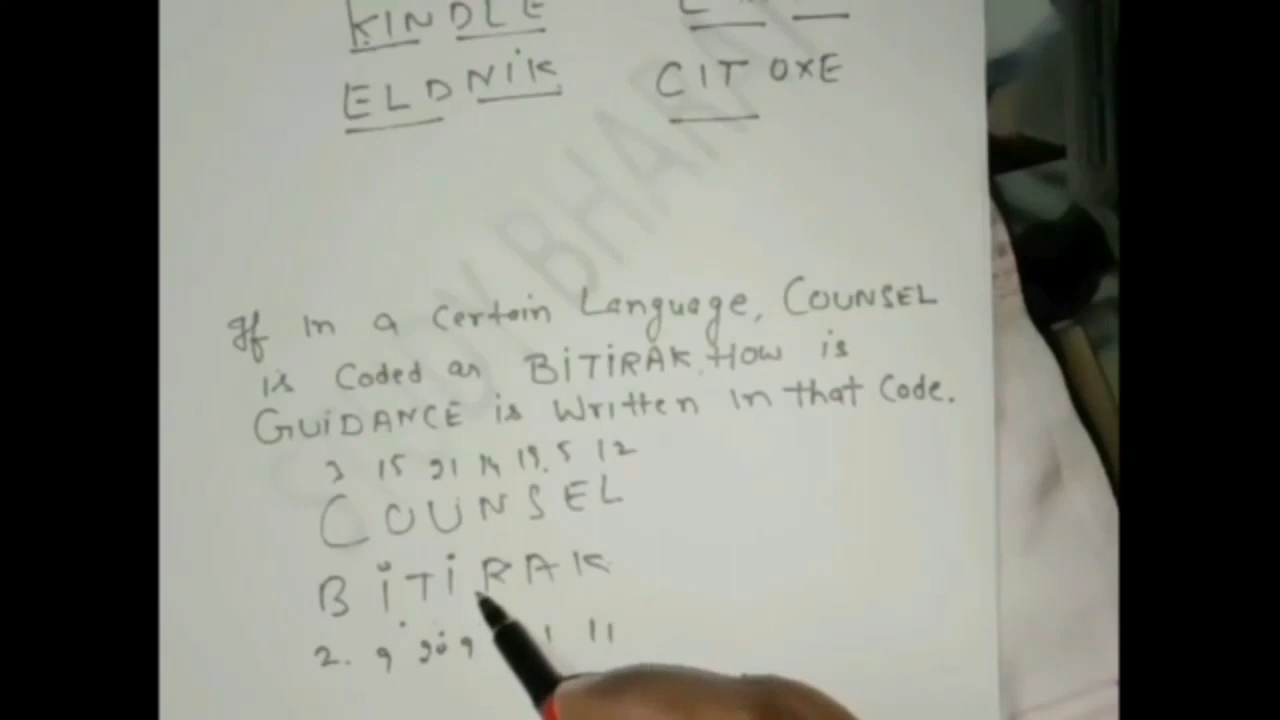 KINDLE
ELDNIK CITOXE
If in a certain Language, COUNSEL
is Coded as BiTiRAK. How is
GUiDANCE is written in that Code.
3 15 21 14 19 5 12
COUNSEL
BiTiRAK
2. 9 20 9 1 11